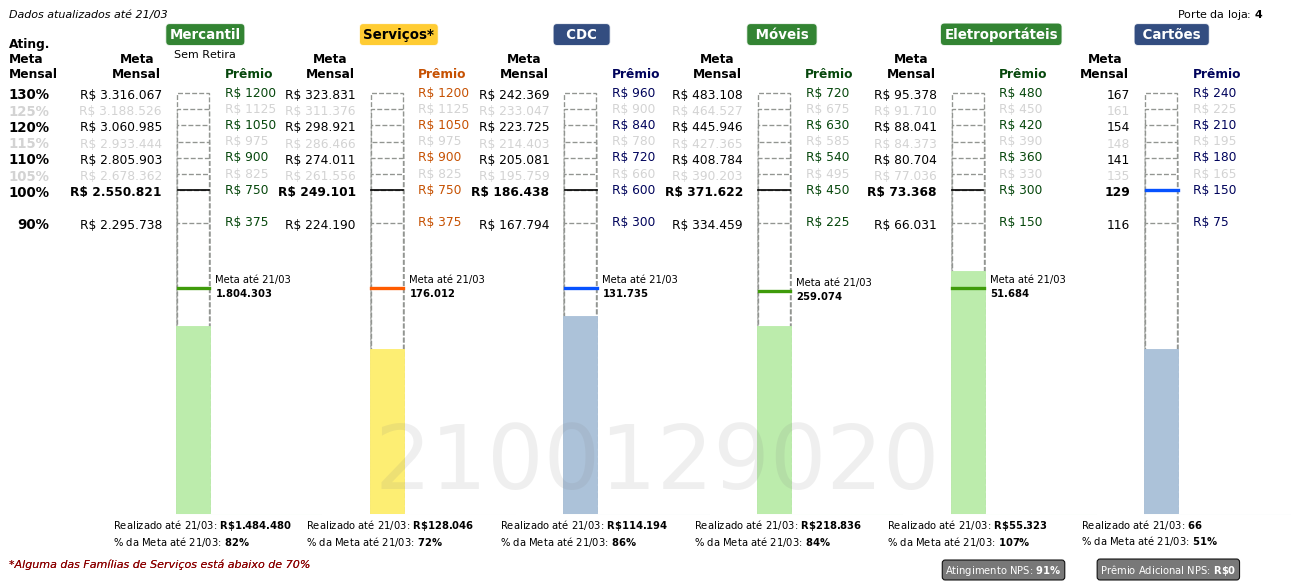 Dados atualizados até 21/03
Porte da loja: 4
Mercantil Serviços* CDC Móveis Eletroportáteis Cartões
Sem Retira
Ating. Meta Mensal
Meta Mensal Prêmio Meta Mensal Prêmio Meta Mensal Prêmio Meta Mensal Prêmio Meta Mensal Prêmio Meta Mensal Prêmio
130% R$ 3.316.067 R$ 1200 R$ 323.831 R$ 1200 R$ 242.369 R$ 960 R$ 483.108 R$ 720 R$ 95.378 R$ 480 167 R$ 240
125% R$ 3.188.526 R$ 1125 R$ 311.376 R$ 1125 R$ 233.047 R$ 900 R$ 464.527 R$ 675 R$ 91.710 R$ 450 161 R$ 225
120% R$ 3.060.985 R$ 1050 R$ 298.921 R$ 1050 R$ 223.725 R$ 840 R$ 445.946 R$ 630 R$ 88.041 R$ 420 154 R$ 210
115% R$ 2.933.444 R$ 975 R$ 286.466 R$ 975 R$ 214.403 R$ 780 R$ 427.365 R$ 585 R$ 84.373 R$ 390 148 R$ 195
110% R$ 2.805.903 R$ 900 R$ 274.011 R$ 900 R$ 205.081 R$ 720 R$ 408.784 R$ 540 R$ 80.704 R$ 360 141 R$ 180
105% R$ 2.678.362 R$ 825 R$ 261.556 R$ 825 R$ 195.759 R$ 660 R$ 390.203 R$ 495 R$ 77.036 R$ 330 135 R$ 165
100% R$ 2.550.821 R$ 750 R$ 249.101 R$ 750 R$ 186.438 R$ 600 R$ 371.622 R$ 450 R$ 73.368 R$ 300 129 R$ 150
90% R$ 2.295.738 R$ 375 R$ 224.190 R$ 375 R$ 167.794 R$ 300 R$ 334.459 R$ 225 R$ 66.031 R$ 150 116 R$ 75
Meta até 21/03 Meta até 21/03 Meta até 21/03 Meta até 21/03 Meta até 21/03
1.804.303 176.012 131.735 259.074 51.684
2100129020
Realizado até 21/03: R$1.484.480 Realizado até 21/03: R$128.046 Realizado até 21/03: R$114.194 Realizado até 21/03: R$218.836 Realizado até 21/03: R$55.323 Realizado até 21/03: 66
% da Meta até 21/03: 82% % da Meta até 21/03: 72% % da Meta até 21/03: 86% % da Meta até 21/03: 84% % da Meta até 21/03: 107% % da Meta até 21/03: 51%
*Alguma das Famílias de Serviços está abaixo de 70%
Atingimento NPS: 91% Prêmio Adicional NPS: R$0